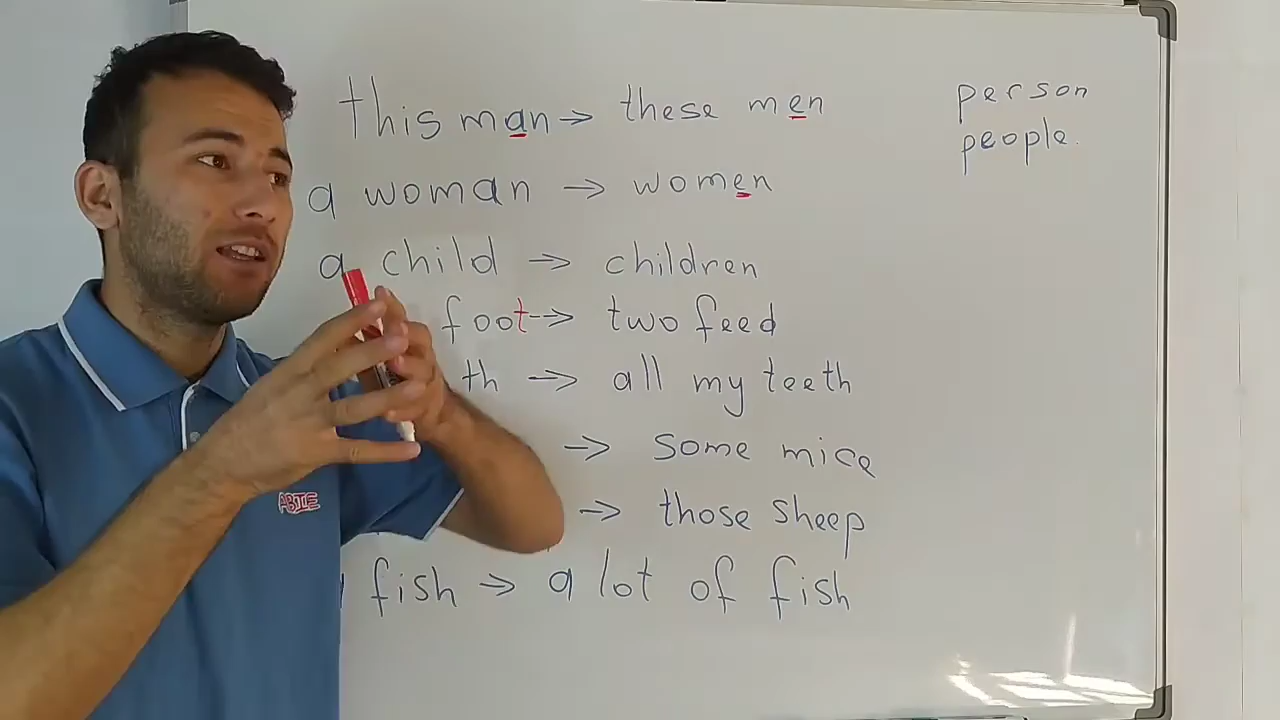 this man → these men
a woman → women
a child → children
foot → two feed
th → all my teeth
→ some mice
→ those sheep
fish → a lot of fish
person
people.
ABIE